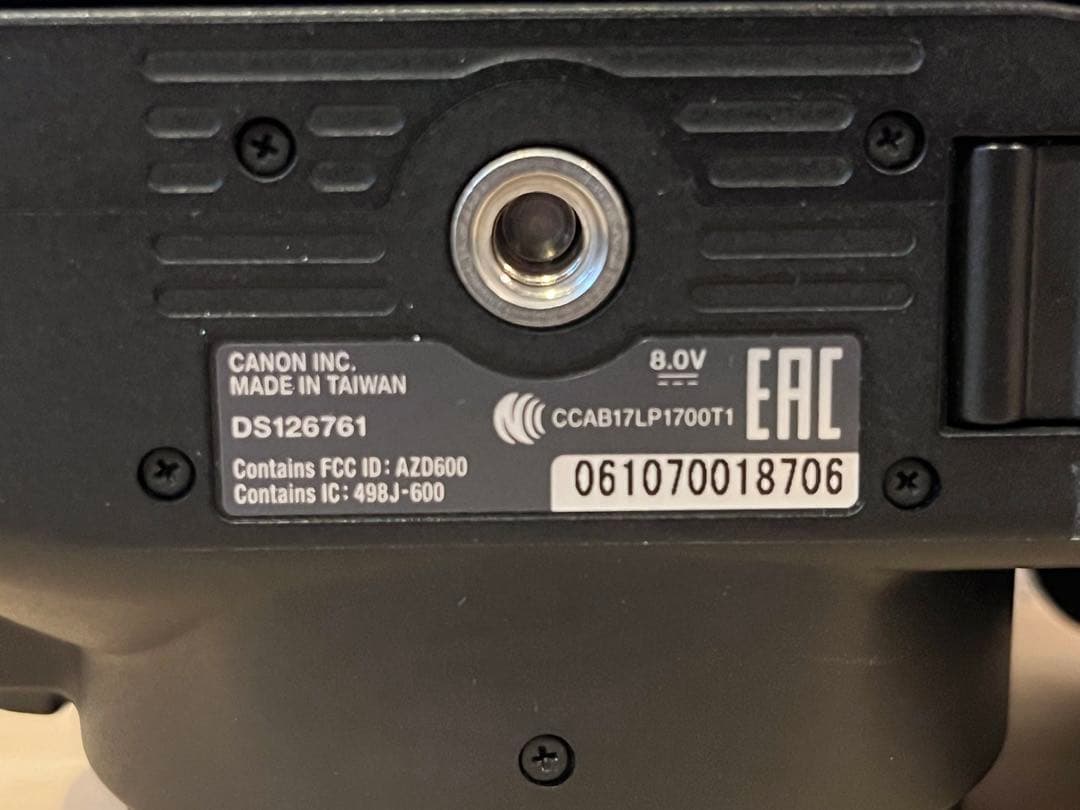 CANON INC.
MADE IN TAIWAN
DS126761
Contains FCC ID: AZD600
Contains IC: 498J-600
8.0V
CCAB17LP1700T1
EAC
061070018706